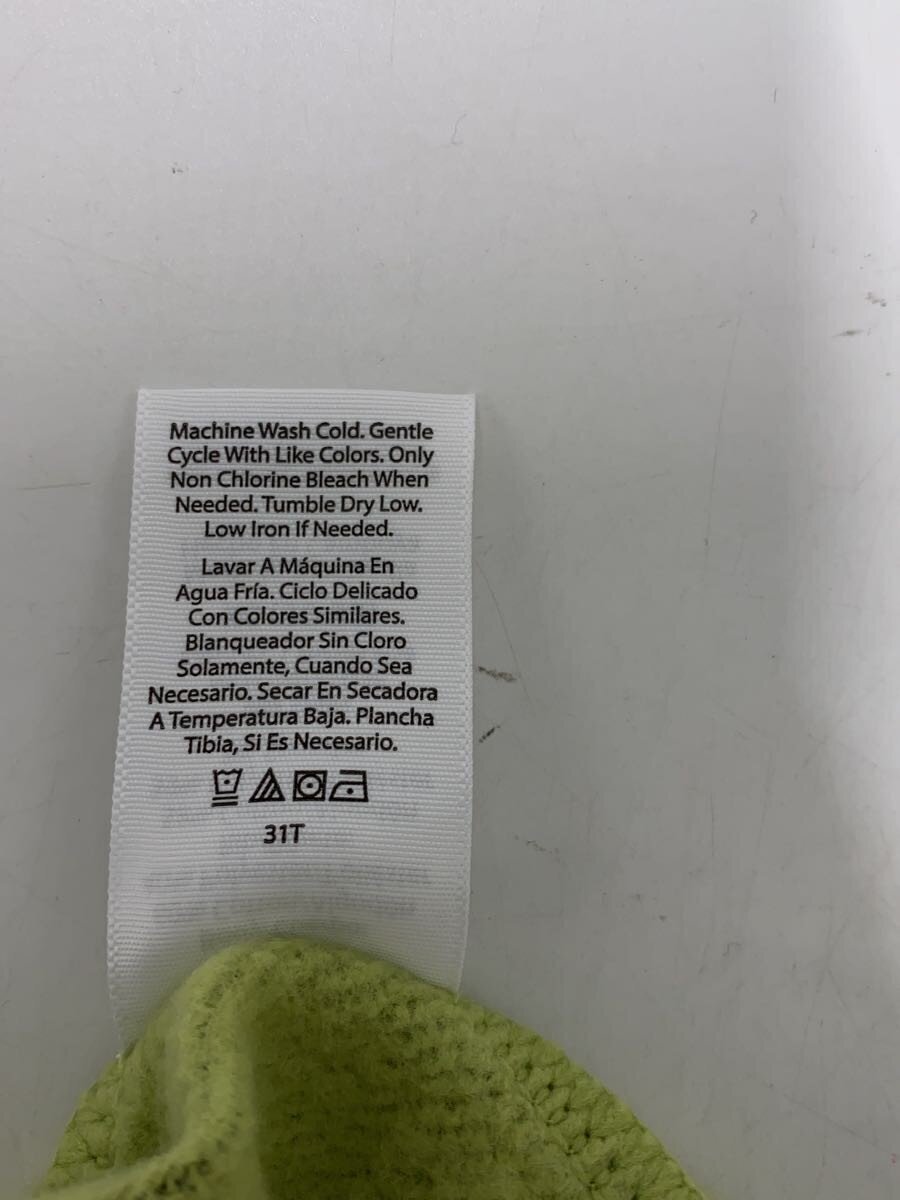 Machine Wash Cold. Gentle
Cycle With Like Colors. Only
Non Chlorine Bleach When
Needed. Tumble Dry Low.
Low Iron If Needed.
Lavar A Máquina En
Agua Fría. Ciclo Delicado
Con Colores Similares.
Blanqueador Sin Cloro
Solamente, Cuando Sea
Necesario. Secar En Secadora
A Temperatura Baja. Plancha
Tibia, Si Es Necesario.
31T